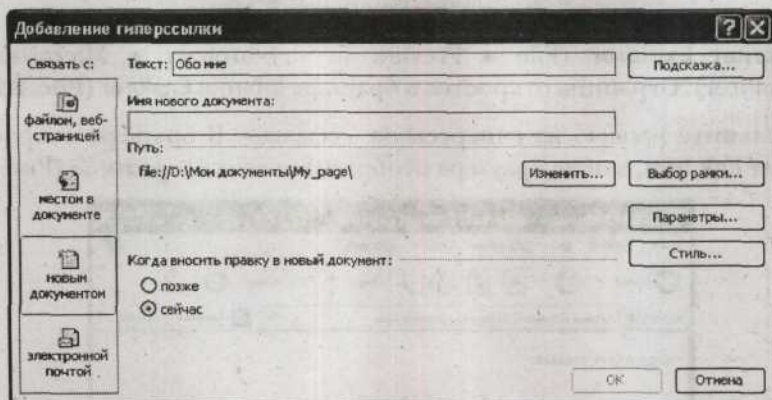 Добавление гиперссылки
Связать с:
Текст: Обо мне
Подсказка...
файлом, веб-
страницей
Имя нового документа:
Путь:
file://D:\Мои документы\My_page\
Изменить...
Выбор рамки...
местом в
документе
Параметры...
Стиль...
новым
документом
Когда вносить правку в новый документ:
позже
сейчас
электронной
почтой
ОК
Отмена